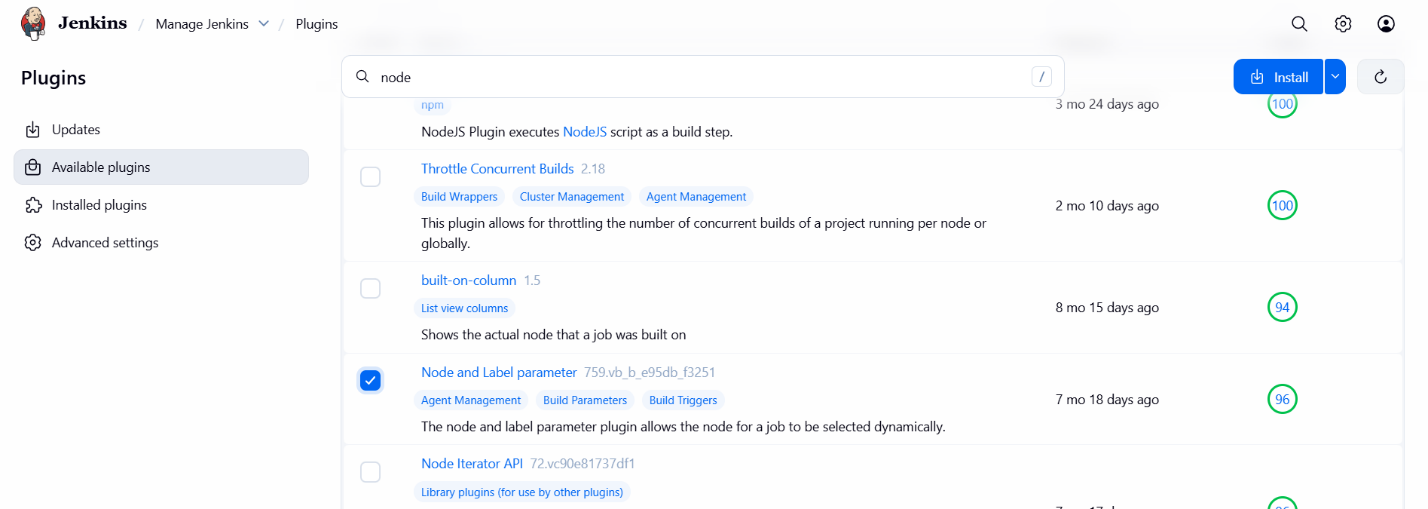 Jenkins / Manage Jenkins / Plugins
Plugins
node /
Install
Updates
Available plugins
Installed plugins
Advanced settings
npm
3 mo 24 days ago 100
NodeJS Plugin executes NodeJS script as a build step.
Throttle Concurrent Builds 2.18
Build Wrappers Cluster Management Agent Management
This plugin allows for throttling the number of concurrent builds of a project running per node or
globally.
2 mo 10 days ago 100
built-on-column 1.5
List view columns
Shows the actual node that a job was built on
8 mo 15 days ago 94
Node and Label parameter 759.vb_b_e95db_f3251
Agent Management Build Parameters Build Triggers
The node and label parameter plugin allows the node for a job to be selected dynamically.
7 mo 18 days ago 96
Node Iterator API 72.vc90e81737df1
Library plugins (for use by other plugins)